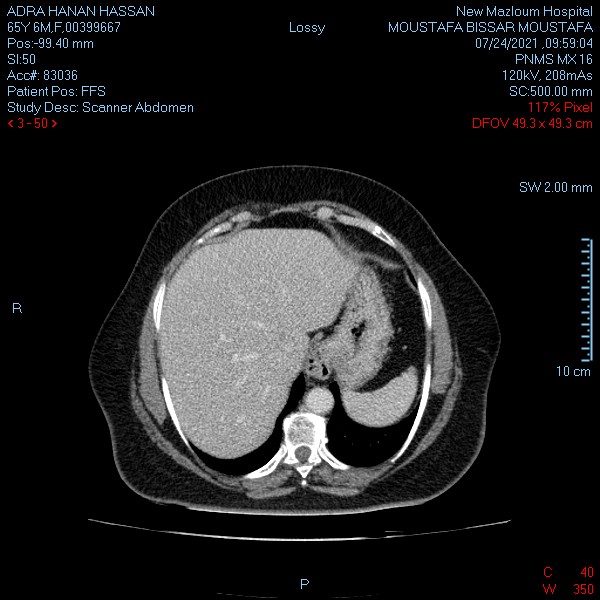 ADRA HANAN HASSAN
65Y 6M,F,00399667
Pos:-99.40 mm
SI:50
Acc#: 83036
Patient Pos: FFS
Study Desc: Scanner Abdomen
< 3 - 50 >
Lossy
New Mazloum Hospital
MOUSTAFA BISSAR MOUSTAFA
07/24/2021 ,09:59:04
PNMS MX 16
120kV, 208mAs
SC:500.00 mm
117% Pixel
DFOV 49.3 x 49.3 cm
SW 2.00 mm
R
10 cm
P
C 40
W 350